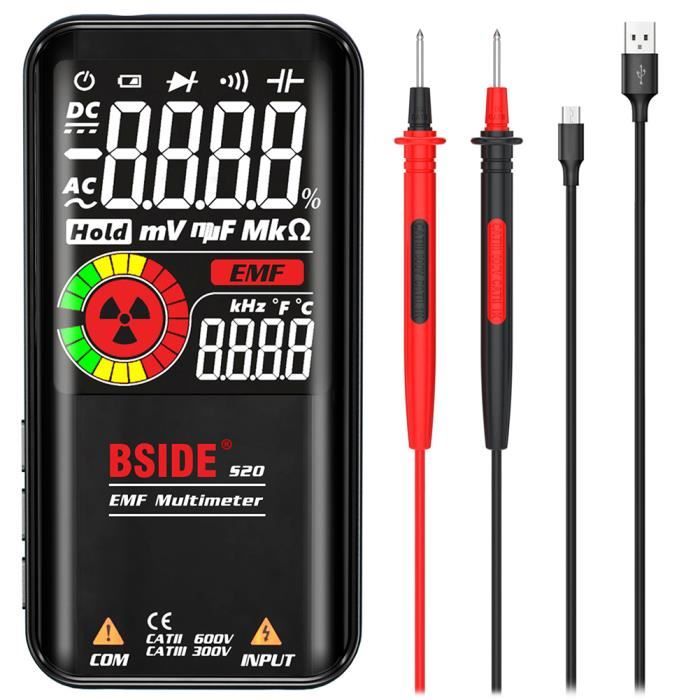 DC
-8.8.8.8
AC
%
Hold mV nμF MkΩ
EMF
kHz °F °C
8.8.8.8
BSIDE® S20
EMF Multimeter
CE
CATII 600V
CATIII 300V
COM
INPUT